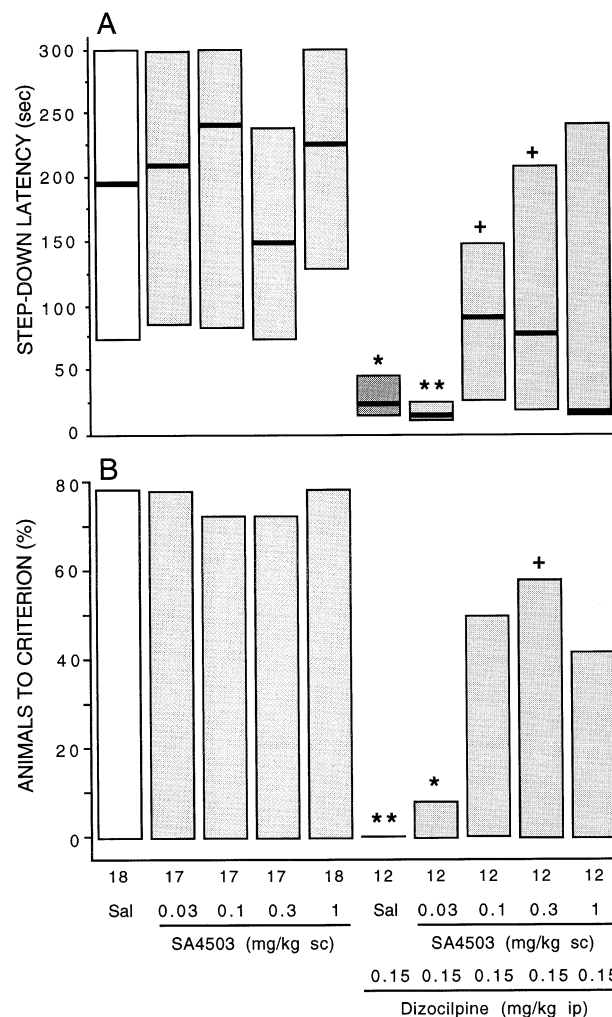 A
STEP-DOWN LATENCY (sec)
300
250
200
150
100
50
0
*
**
+
+
B
ANIMALS TO CRITERION (%)
80
60
40
20
0
**
*
+
18 17 17 17 18 12 12 12 12 12
Sal 0.03 0.1 0.3 1 Sal 0.03 0.1 0.3 1
SA4503 (mg/kg sc) SA4503 (mg/kg sc)
0.15 0.15 0.15 0.15 0.15
Dizocilpine (mg/kg ip)